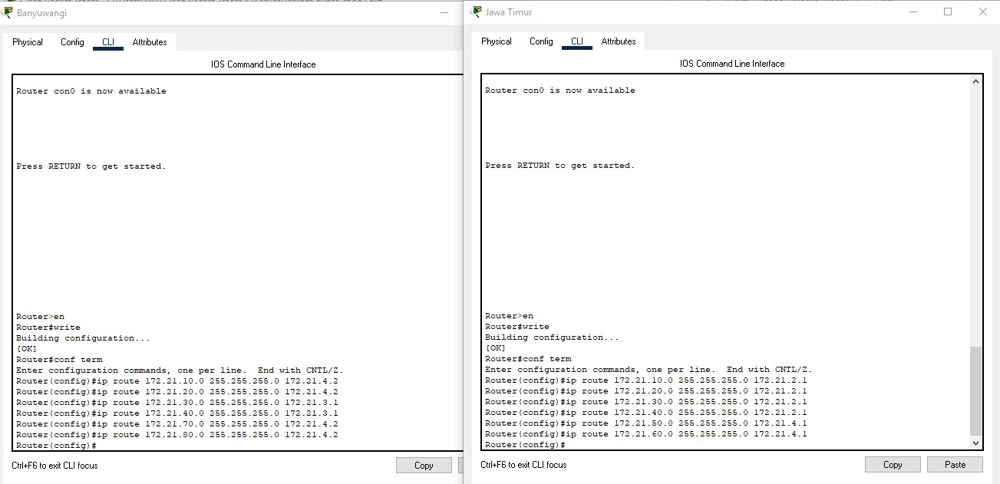 Banyuwangi
Physical Config CLI Attributes
IOS Command Line Interface
Router con0 is now available
Press RETURN to get started.
Router>en
Router#write
Building configuration...
[OK]
Router#conf term
Enter configuration commands, one per line.  End with CNTL/Z.
Router(config)#ip route 172.21.10.0 255.255.255.0 172.21.4.2
Router(config)#ip route 172.21.20.0 255.255.255.0 172.21.4.2
Router(config)#ip route 172.21.30.0 255.255.255.0 172.21.3.1
Router(config)#ip route 172.21.40.0 255.255.255.0 172.21.3.1
Router(config)#ip route 172.21.70.0 255.255.255.0 172.21.4.2
Router(config)#ip route 172.21.80.0 255.255.255.0 172.21.4.2
Router(config)#
Ctrl+F6 to exit CLI focus
Copy
Jawa Timur
Physical Config CLI Attributes
IOS Command Line Interface
Router con0 is now available
Press RETURN to get started.
Router>en
Router#write
Building configuration...
[OK]
Router#conf term
Enter configuration commands, one per line.  End with CNTL/Z.
Router(config)#ip route 172.21.10.0 255.255.255.0 172.21.2.1
Router(config)#ip route 172.21.20.0 255.255.255.0 172.21.2.1
Router(config)#ip route 172.21.30.0 255.255.255.0 172.21.2.1
Router(config)#ip route 172.21.40.0 255.255.255.0 172.21.2.1
Router(config)#ip route 172.21.50.0 255.255.255.0 172.21.4.1
Router(config)#ip route 172.21.60.0 255.255.255.0 172.21.4.1
Router(config)#
Ctrl+F6 to exit CLI focus
Copy Paste